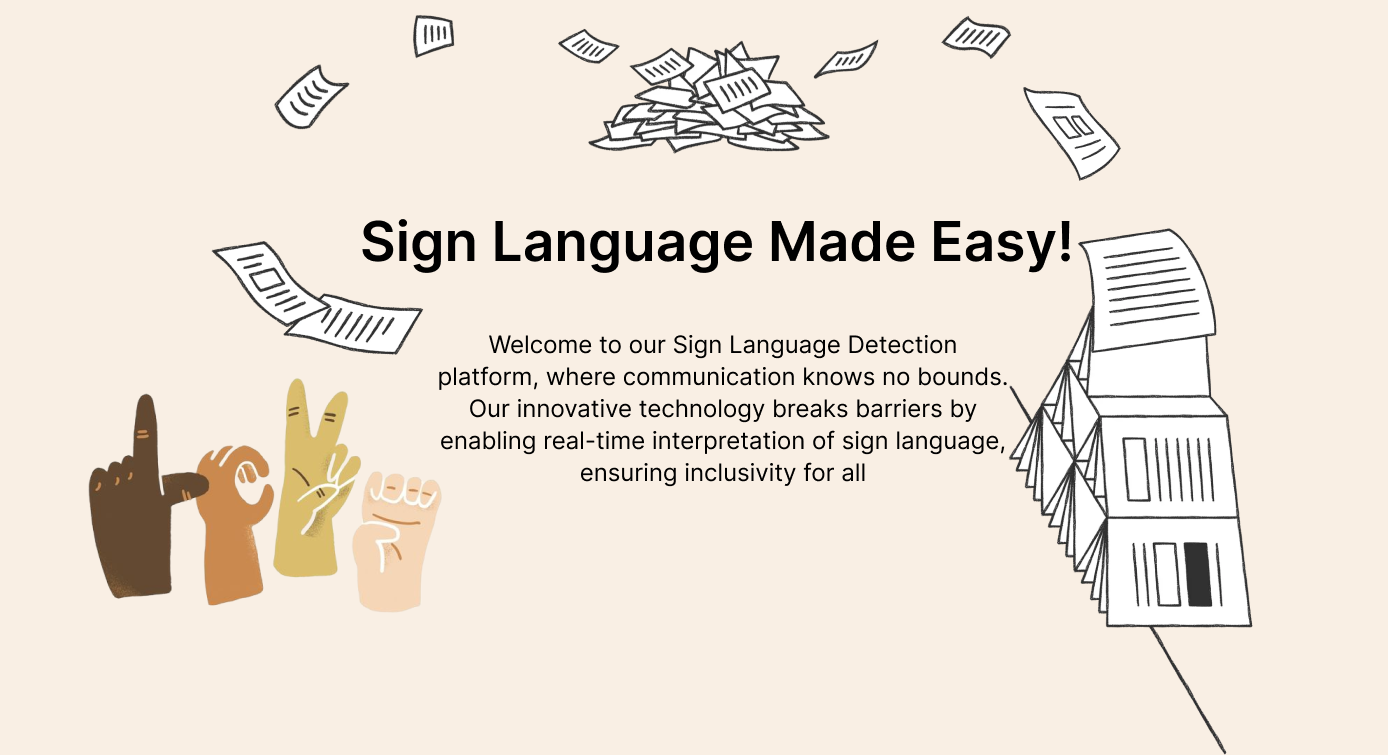 Sign Language Made Easy!
Welcome to our Sign Language Detection
platform, where communication knows no bounds.
Our innovative technology breaks barriers by
enabling real-time interpretation of sign language,
ensuring inclusivity for all